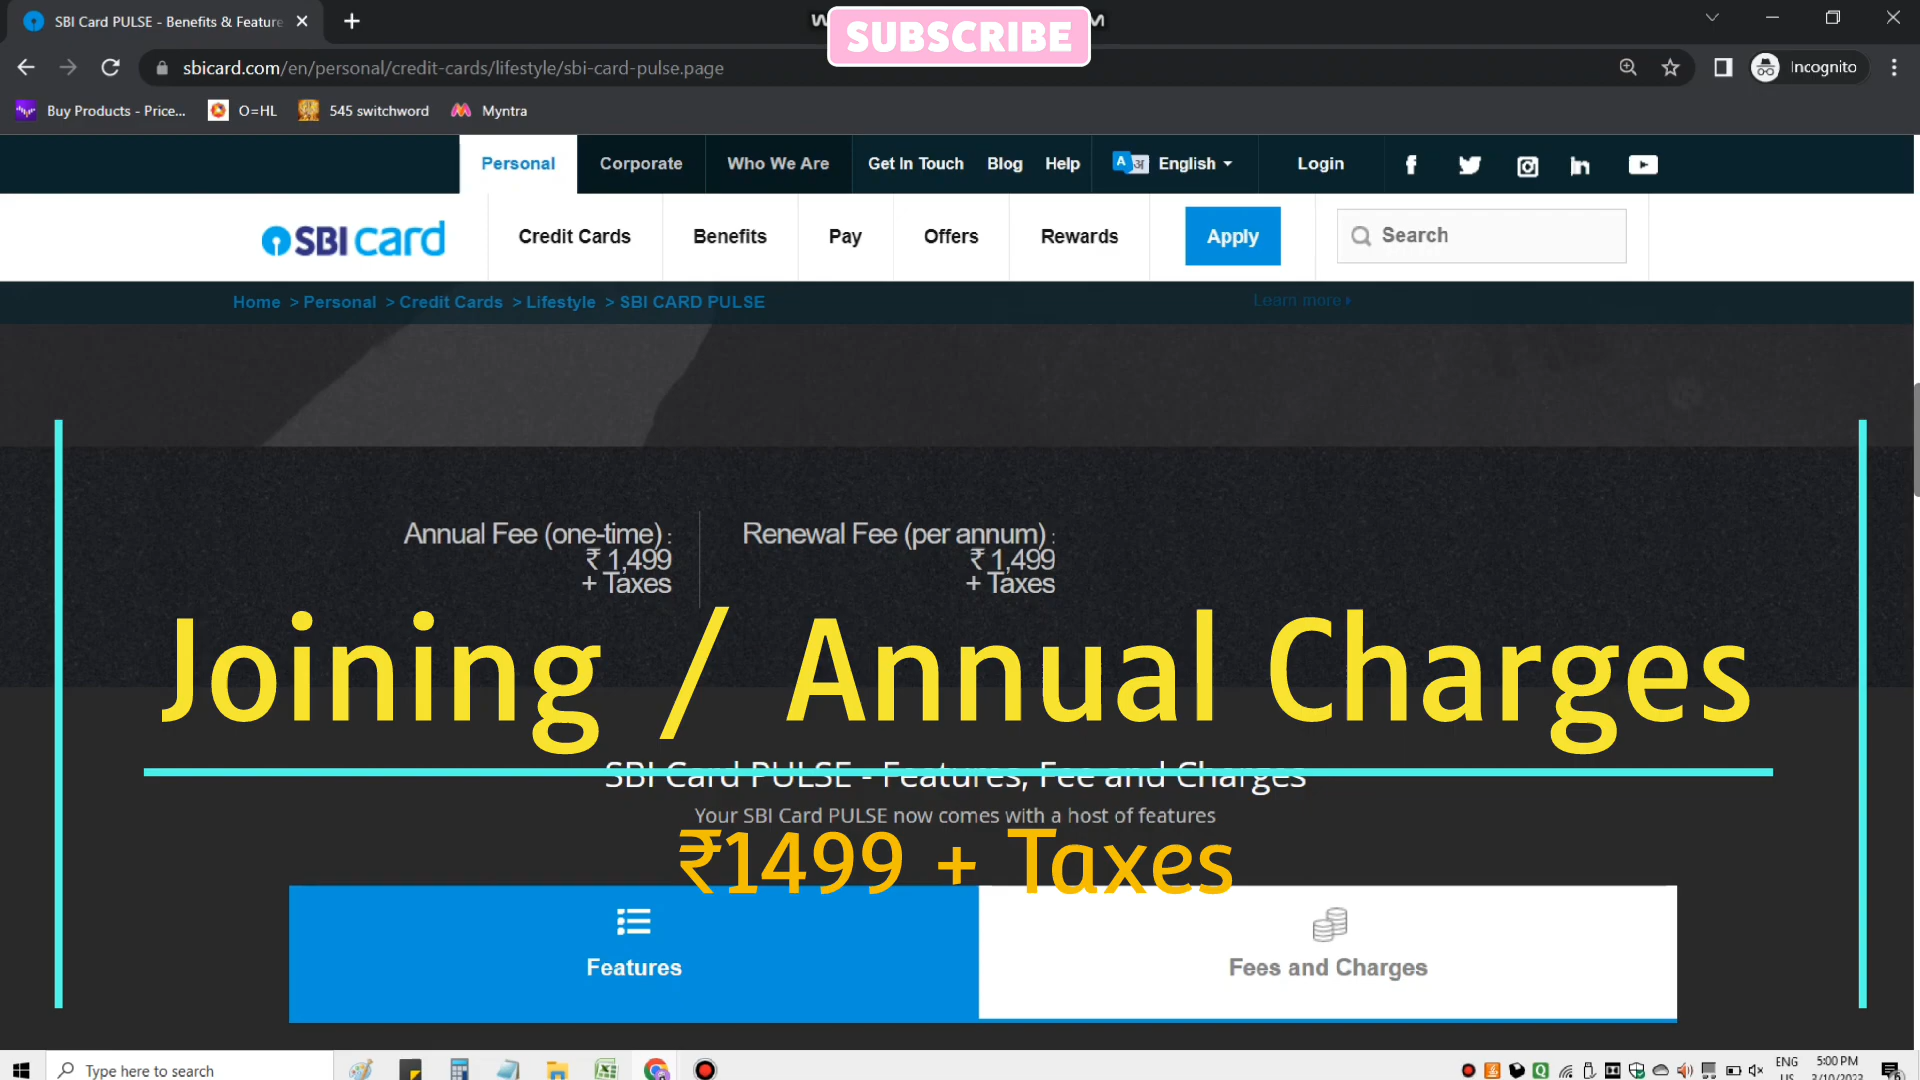 SBI Card PULSE - Benefits & Feature
SUBSCRIBE
sbicard.com/en/personal/credit-cards/lifestyle/sbi-card-pulse.page
Incognito
Buy Products - Price...
O=HL
545 switchword
Myntra
Personal
Corporate
Who We Are
Get In Touch
Blog
Help
English
Login
SBI card
Credit Cards
Benefits
Pay
Offers
Rewards
Apply
Search
Home > Personal > Credit Cards > Lifestyle > SBI CARD PULSE
Learn more
Annual Fee (one-time) :
₹ 1,499
+ Taxes
Renewal Fee (per annum) :
₹ 1,499
+ Taxes
Joining / Annual Charges
SBI Card PULSE - Features, Fee and Charges
Your SBI Card PULSE now comes with a host of features
₹1499 + Taxes
Features
Fees and Charges
Type here to search
ENG
5:00 PM